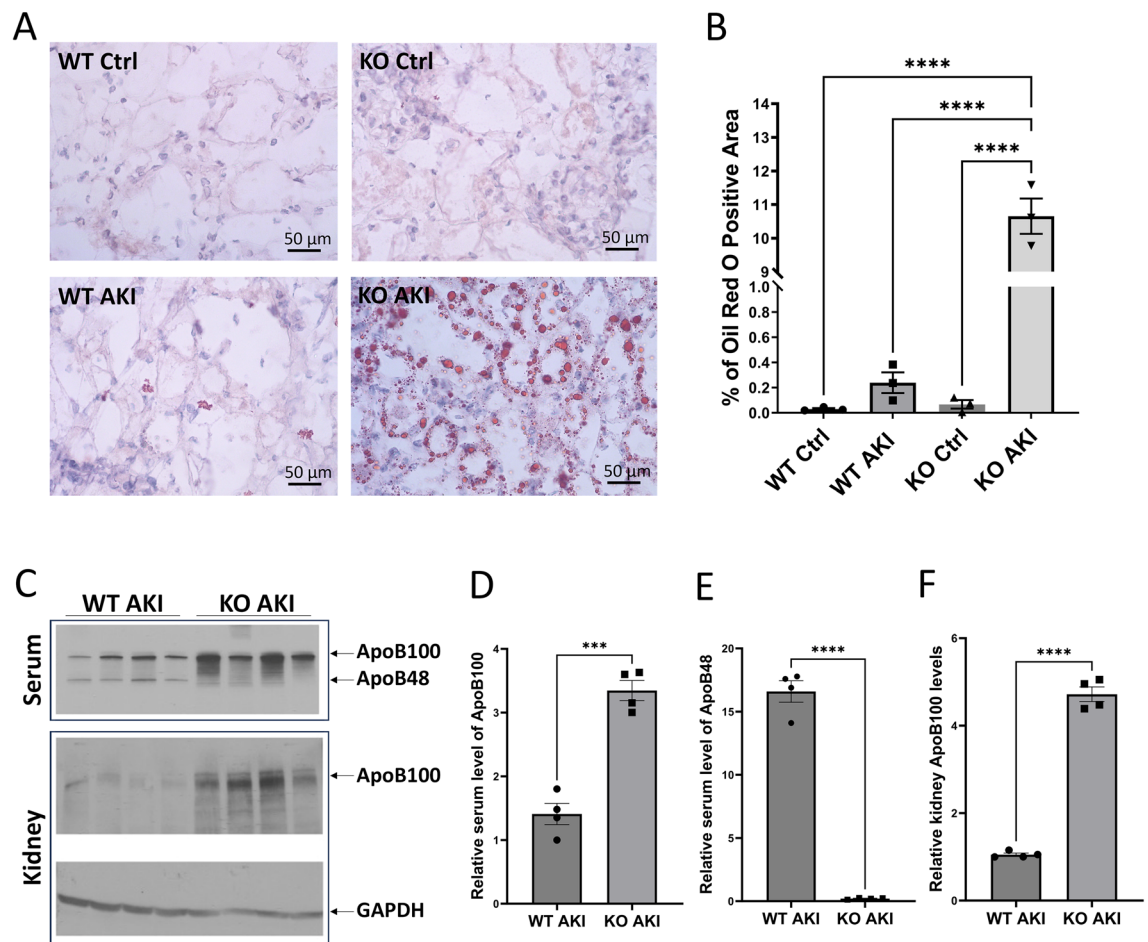 A
WT Ctrl
50 µm
KO Ctrl
50 µm
WT AKI
50 µm
KO AKI
50 µm
B
****
****
****
% of Oil Red O Positive Area
14
13
12
11
10
9
1.0
0.8
0.6
0.4
0.2
0.0
WT Ctrl
WT AKI
KO Ctrl
KO AKI
C
WT AKI
KO AKI
Serum
ApoB100
ApoB48
Kidney
ApoB100
GAPDH
D
***
Relative serum level of ApoB100
4
3
2
1
0
WT AKI
KO AKI
E
****
Relative serum level of ApoB48
20
15
10
5
0
WT AKI
KO AKI
F
****
Relative kidney ApoB100 levels
6
4
2
0
WT AKI
KO AKI